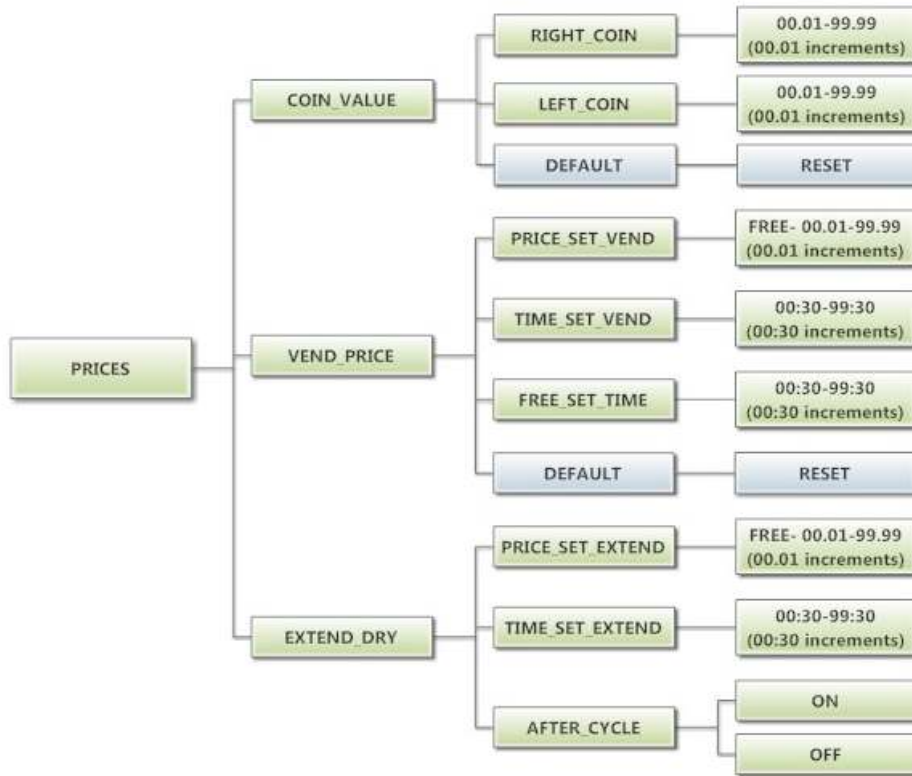 RIGHT_COIN
00.01-99.99
(00.01 increments)
COIN_VALUE
LEFT_COIN
00.01-99.99
(00.01 increments)
DEFAULT
RESET
PRICE_SET_VEND
FREE- 00.01-99.99
(00.01 increments)
TIME_SET_VEND
00:30-99:30
(00:30 increments)
PRICES
VEND_PRICE
FREE_SET_TIME
00:30-99:30
(00:30 increments)
DEFAULT
RESET
PRICE_SET_EXTEND
FREE- 00.01-99.99
(00.01 increments)
EXTEND_DRY
TIME_SET_EXTEND
00:30-99:30
(00:30 increments)
AFTER_CYCLE
ON
OFF